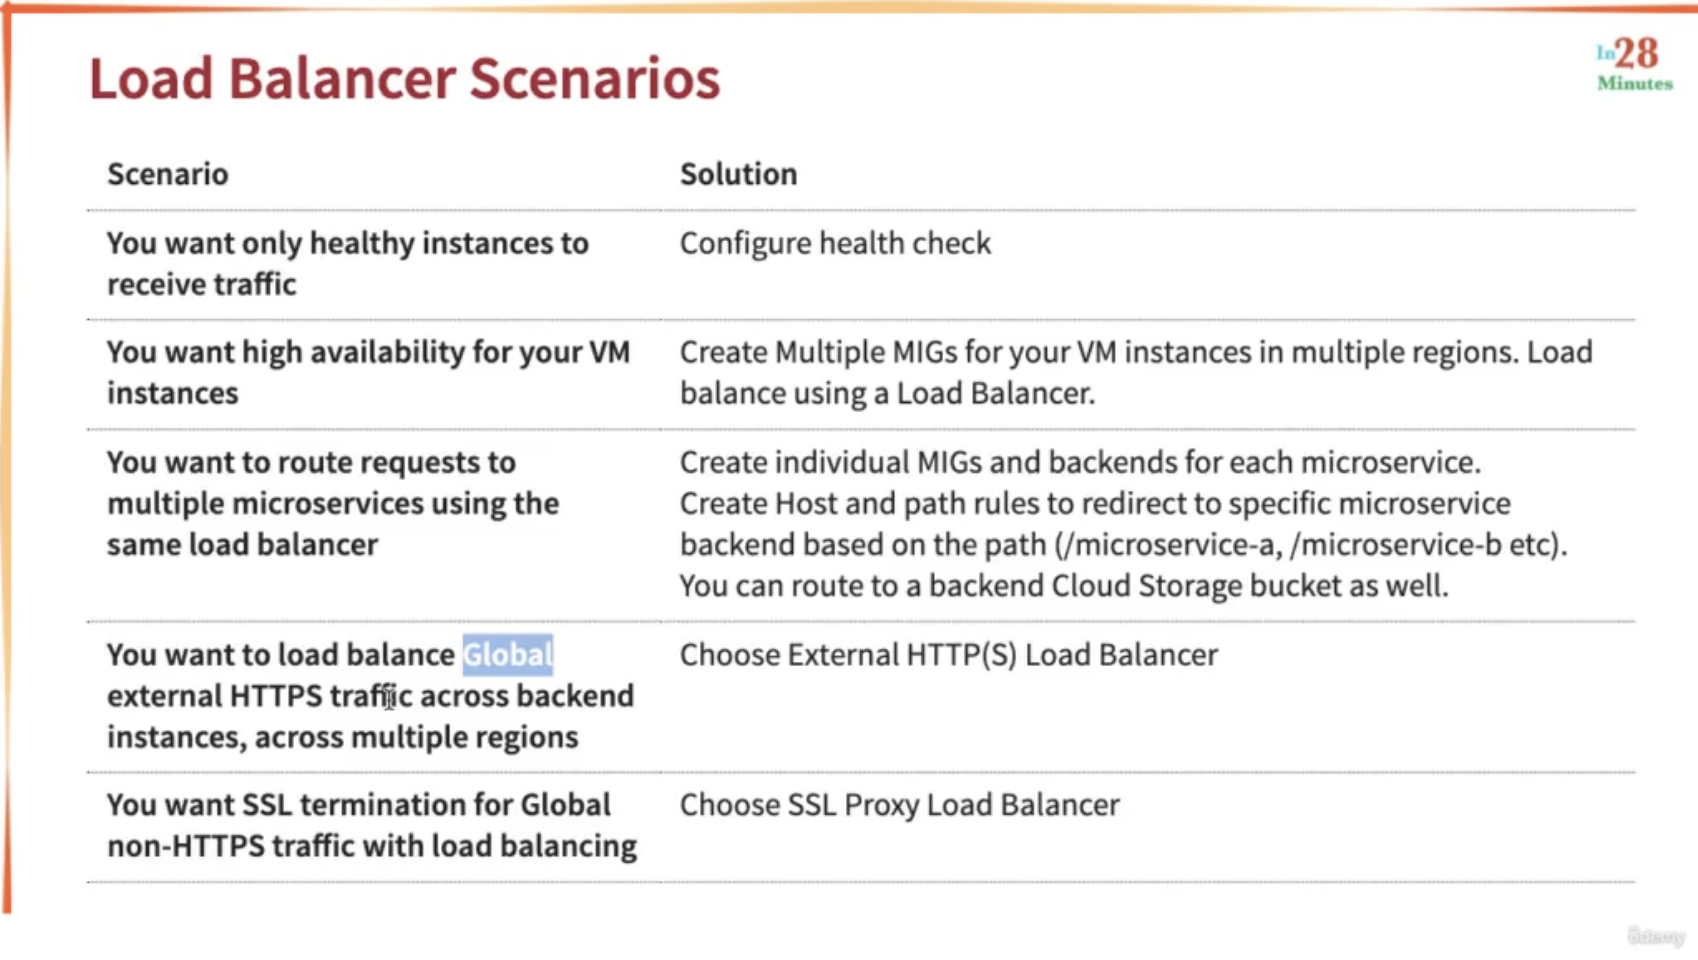 Load Balancer Scenarios
In28
Minutes
Scenario
Solution
You want only healthy instances to
receive traffic
Configure health check
You want high availability for your VM
instances
Create Multiple MIGs for your VM instances in multiple regions. Load
balance using a Load Balancer.
You want to route requests to
multiple microservices using the
same load balancer
Create individual MIGs and backends for each microservice.
Create Host and path rules to redirect to specific microservice
backend based on the path (/microservice-a, /microservice-b etc).
You can route to a backend Cloud Storage bucket as well.
You want to load balance Global
external HTTPS traffic across backend
instances, across multiple regions
Choose External HTTP(S) Load Balancer
You want SSL termination for Global
non-HTTPS traffic with load balancing
Choose SSL Proxy Load Balancer
ûdemy